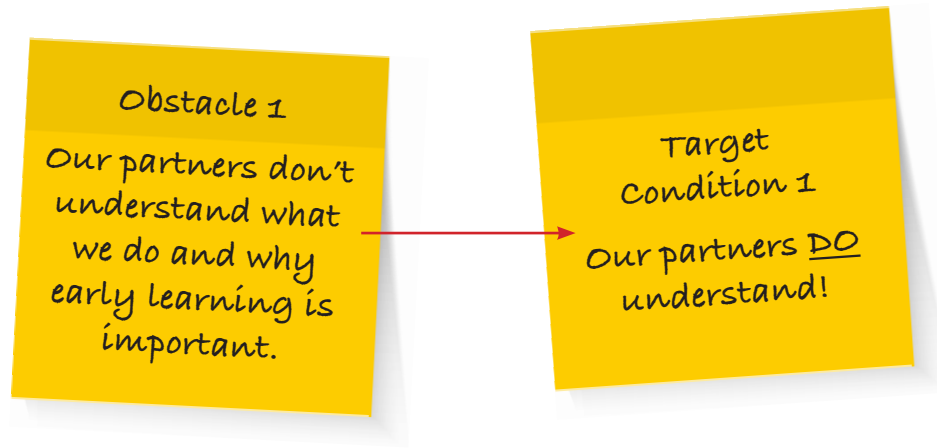 Obstacle 1
Our partners don't
understand what
we do and why
early learning is
important.
Target
Condition 1
Our partners DO
understand!